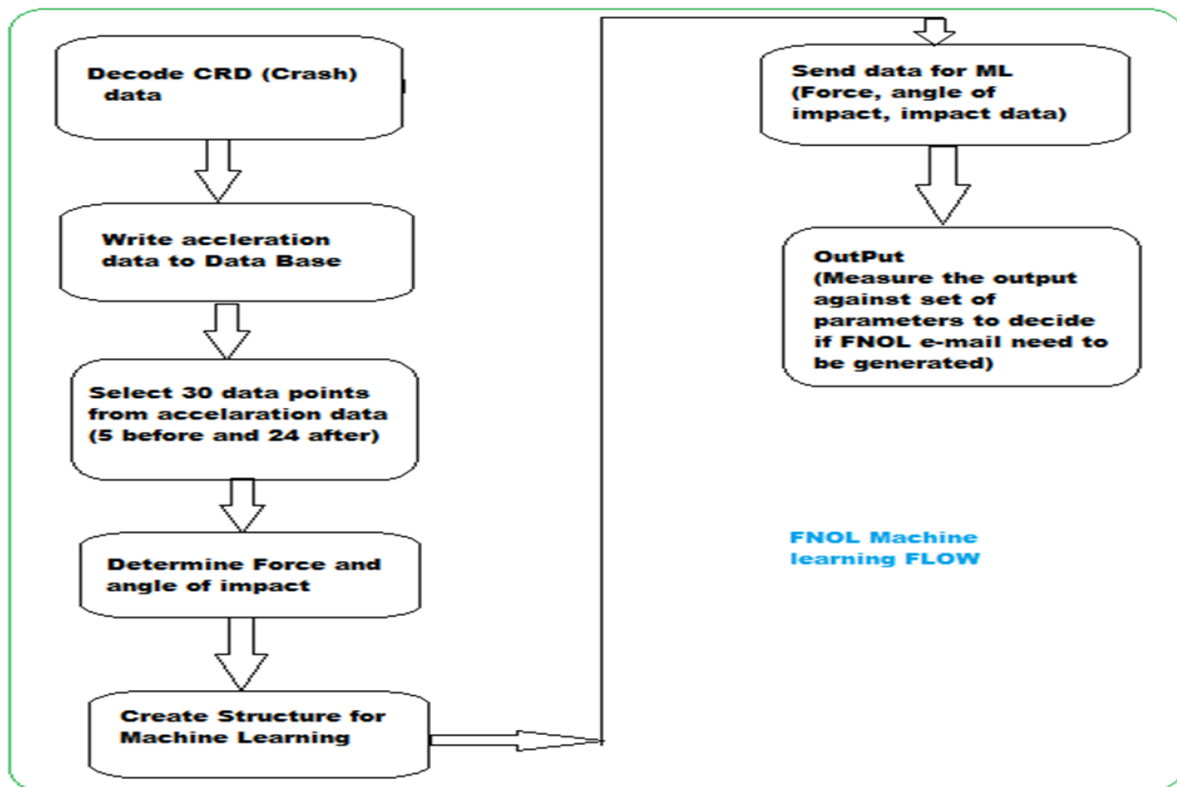 Decode CRD (Crash)
data
Write accleration
data to Data Base
Select 30 data points
from accelaration data
(5 before and 24 after)
Determine Force and
angle of impact
Create Structure for
Machine Learning
Send data for ML
(Force, angle of
impact, impact data)
OutPut
(Measure the output
against set of
parameters to decide
if FNOL e-mail need to
be generated)
FNOL Machine
learning FLOW